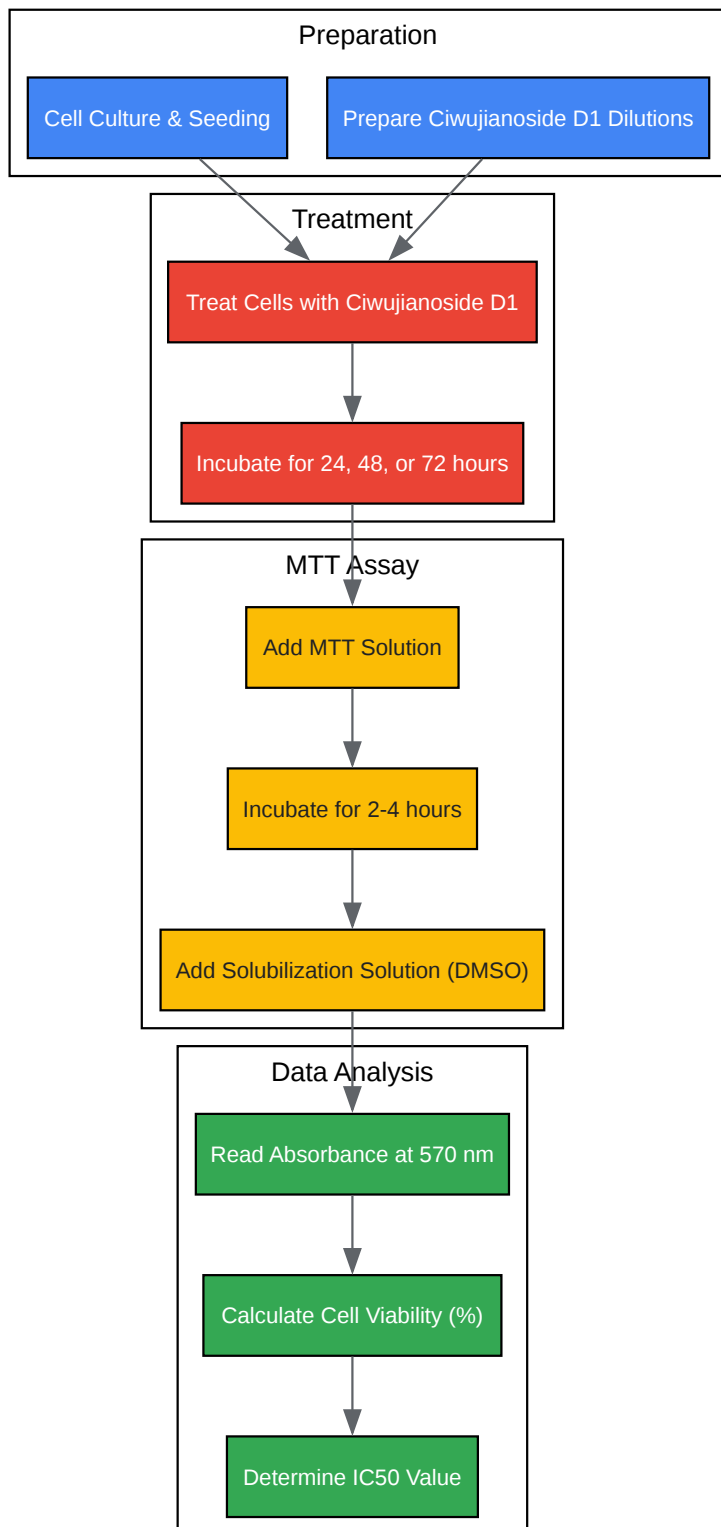 Preparation
Cell Culture & Seeding
Prepare Ciwujianoside D1 Dilutions
Treatment
Treat Cells with Ciwujianoside D1
Incubate for 24, 48, or 72 hours
MTT Assay
Add MTT Solution
Incubate for 2-4 hours
Add Solubilization Solution (DMSO)
Data Analysis
Read Absorbance at 570 nm
Calculate Cell Viability (%)
Determine IC50 Value